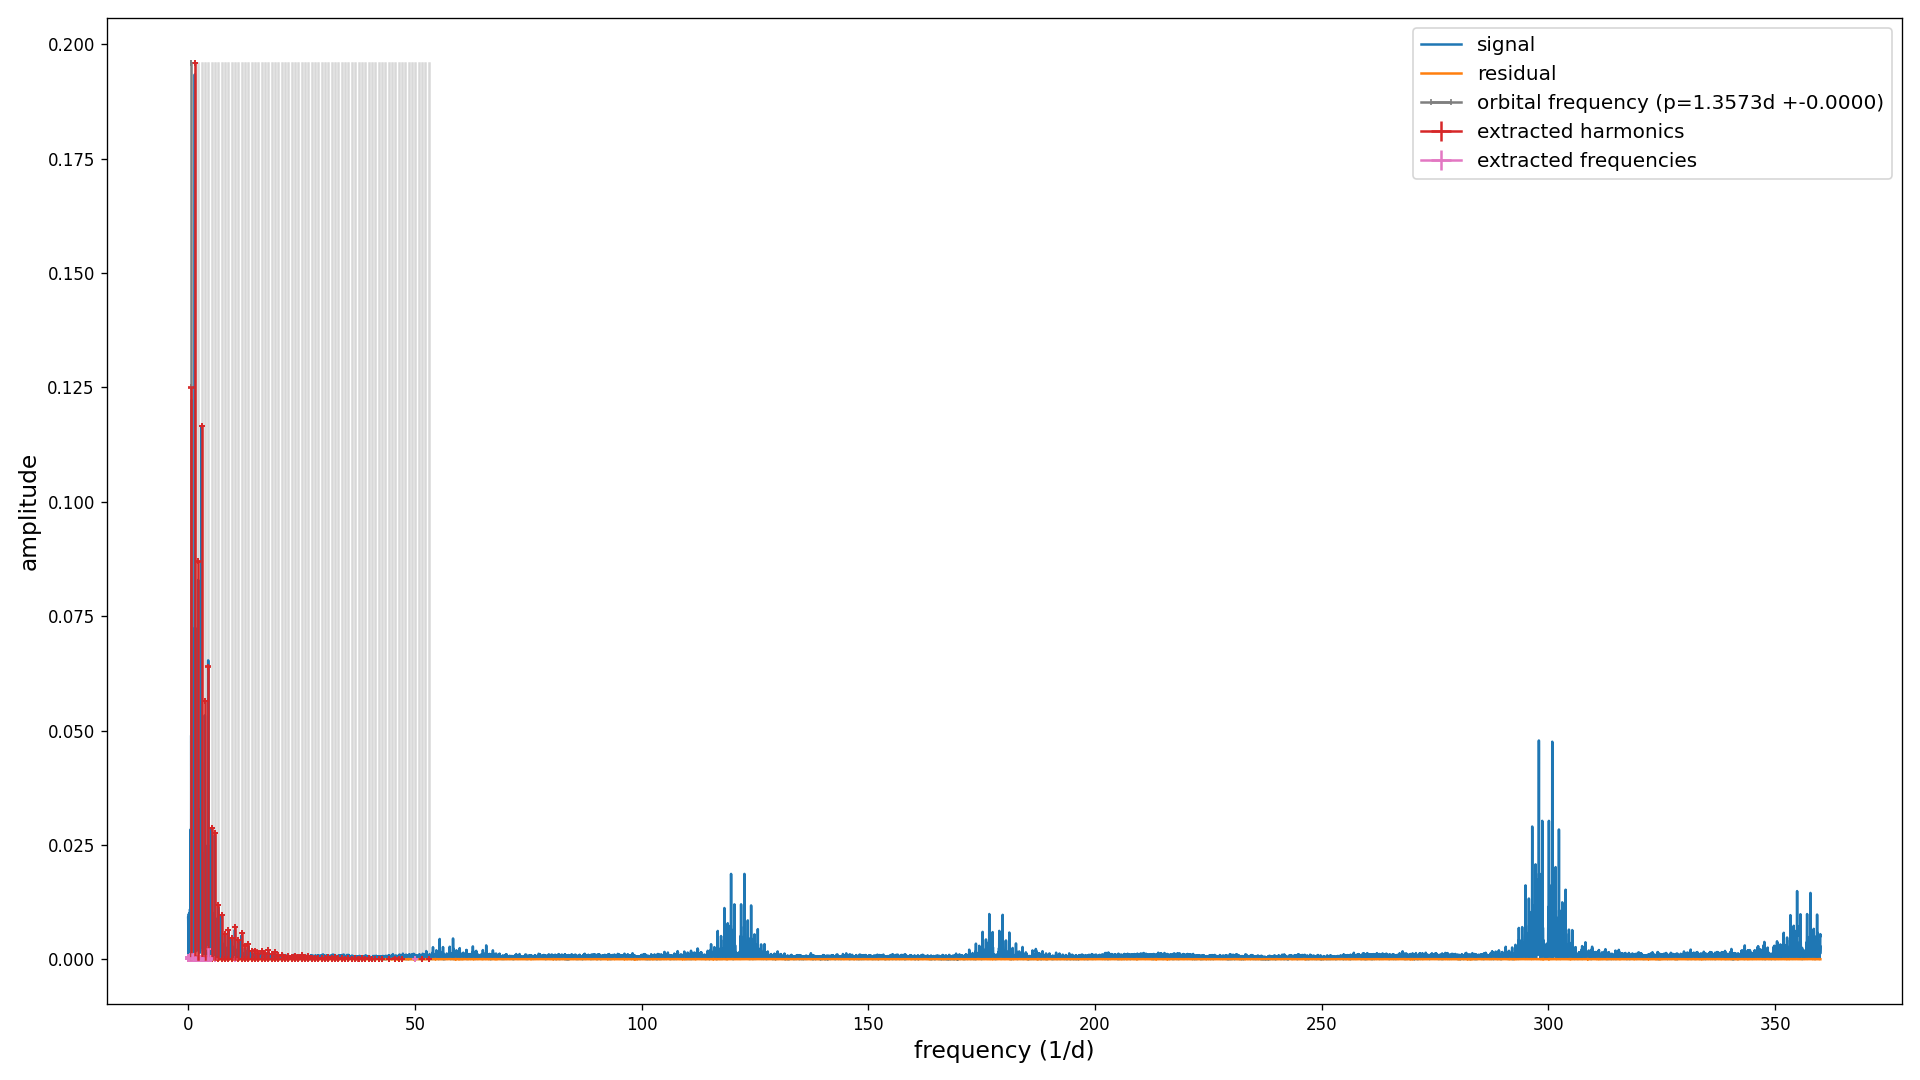 0.200
0.175
0.150
0.125
0.100
0.075
0.050
0.025
0.000
amplitude
0
50
100
150
200
250
300
350
frequency (1/d)
signal
residual
orbital frequency (p=1.3573d +-0.0000)
extracted harmonics
extracted frequencies